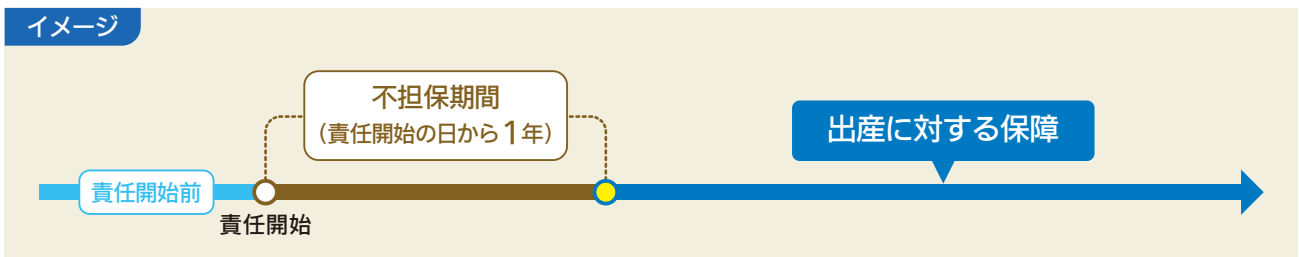 イメージ
不担保期間
（責任開始の日から1年）
出産に対する保障
責任開始前
責任開始